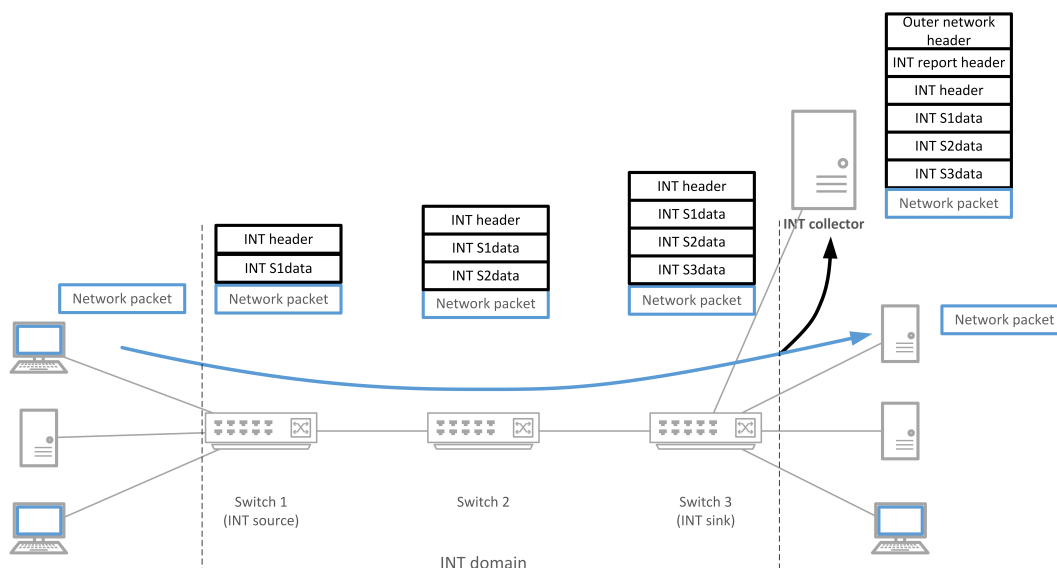 Outer network
header
INT report header
INT header
INT S1data
INT S2data
INT S3data
Network packet
INT collector
INT header
INT S1data
INT S2data
INT S3data
Network packet
INT header
INT S1data
INT S2data
Network packet
INT header
INT S1data
Network packet
Network packet
Network packet
Switch 1
(INT source)
Switch 2
Switch 3
(INT sink)
INT domain